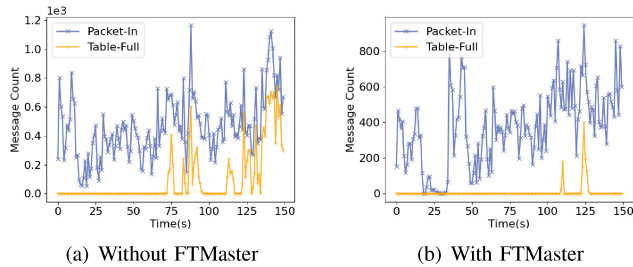 1e3
1.2
1.0
0.8
0.6
0.4
0.2
0.0
Message Count
Packet-In
Table-Full
0 25 50 75 100 125 150
Time(s)
(a) Without FTMaster
800
600
400
200
0
Message Count
Packet-In
Table-Full
0 25 50 75 100 125 150
Time(s)
(b) With FTMaster